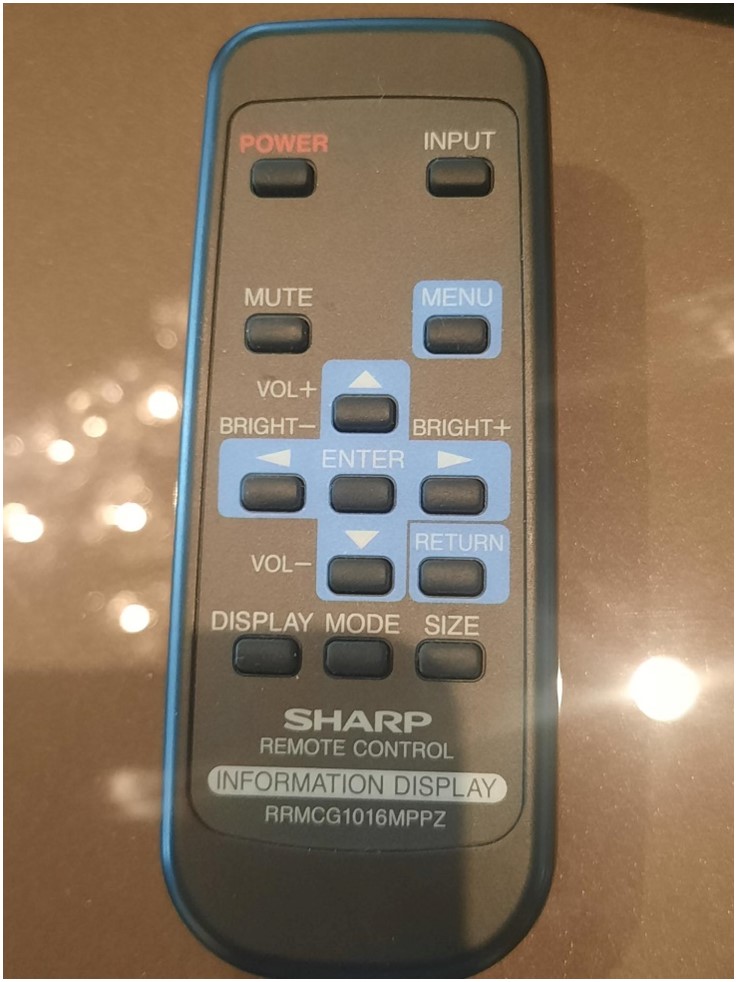 POWER INPUT
MUTE MENU
VOL+
BRIGHT− BRIGHT+
ENTER
RETURN
VOL−
DISPLAY MODE SIZE
SHARP
REMOTE CONTROL
INFORMATION DISPLAY
RRMCG1016MPPZ